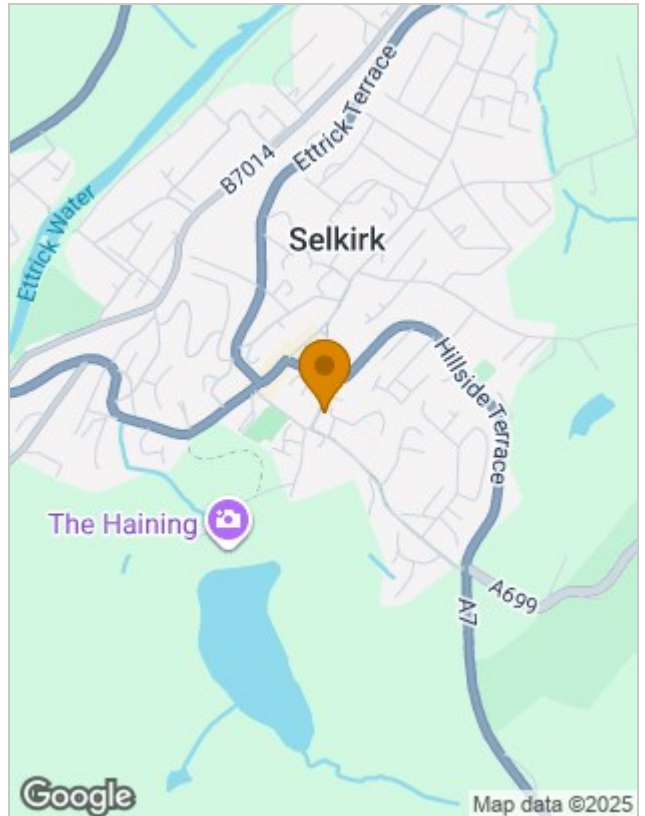 Ettrick Terrace
B7014
Ettrick Water
Selkirk
Hillside Terrace
The Haining
A699
A7
Google
Map data ©2025